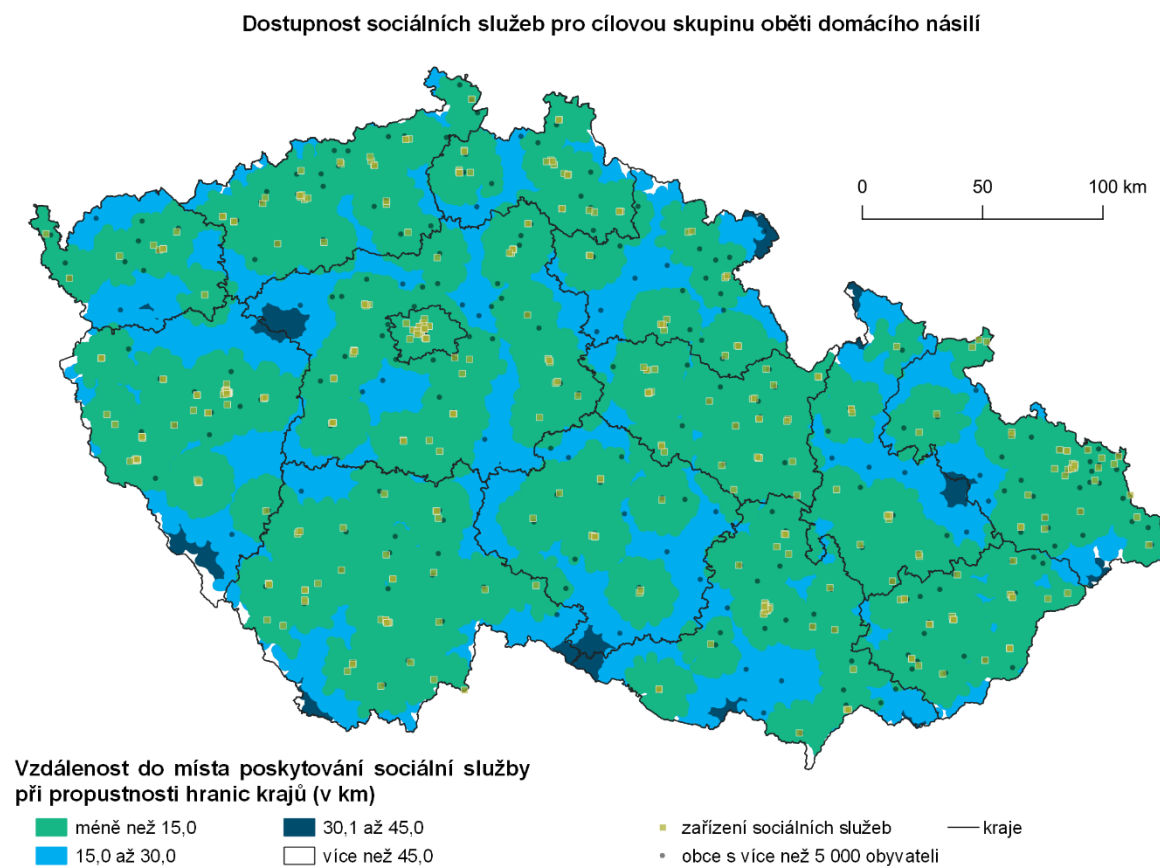 Dostupnost sociálních služeb pro cílovou skupinu oběti domácího násilí
0 50 100 km
Vzdálenost do místa poskytování sociální služby
při propustnosti hranic krajů (v km)
méně než 15,0
30,1 až 45,0
zařízení sociálních služeb
kraje
15,0 až 30,0
více než 45,0
obce s více než 5 000 obyvateli